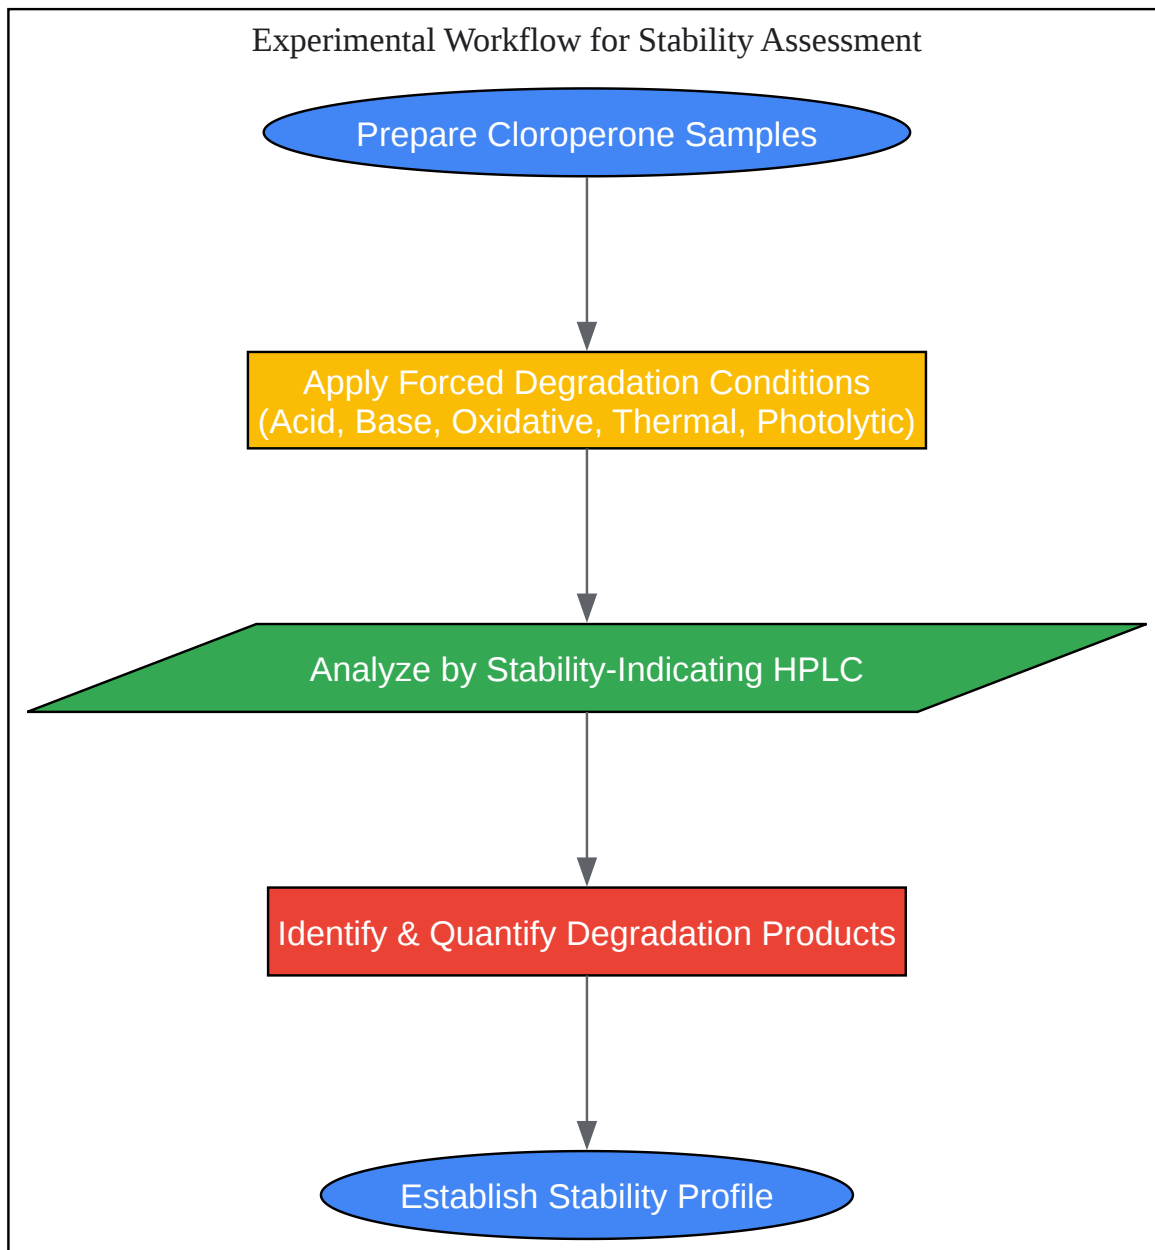 Experimental Workflow for Stability Assessment
Prepare Cloroperone Samples
Apply Forced Degradation Conditions
(Acid, Base, Oxidative, Thermal, Photolytic)
Analyze by Stability-Indicating HPLC
Identify & Quantify Degradation Products
Establish Stability Profile